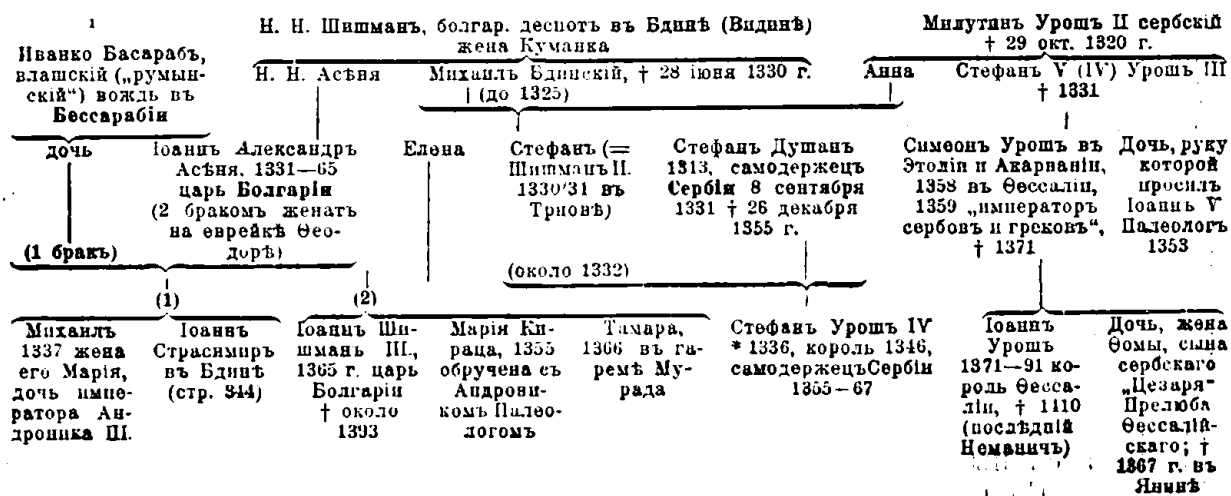 1
Н. Н. Шишманъ, болгар. деспотъ въ Бдинѣ (Видинѣ)
жена Куманка
Милутинъ Урошъ II сербскій
† 29 окт. 1320 г.
Иванко Басарабъ,
влашскій („румын-
скій“) вождь въ
Бессарабіи
Н. Н. Асѣня
Михаилъ Бдинскій, † 28 іюня 1330 г.
(до 1325)
Анна
Стефанъ V (IV) Урошъ III
† 1331
дочь
(1 бракъ)
Іоаннъ Александръ
Асѣня, 1331—65
царь Болгаріи
(2 бракомъ женатъ
на еврейкѣ Ѳео-
дорѣ)
Елена
Стефанъ (=
Шишманъ II.
1330/31 въ
Трновѣ)
Стефанъ Душанъ
1313, самодержецъ
Сербіи 8 сентября
1331 † 26 декабря
1355 г.
(около 1332)
Симеонъ Урошъ въ
Этоліи и Акарнаніи,
1358 въ Ѳессаліи,
1359 „императоръ
сербовъ и грековъ“,
† 1371
Дочь, руку
которой
просилъ
Іоаннъ V
Палеологъ
1353
(1)
(2)
Михаилъ
1337 жена
его Марія,
дочь импе-
ратора Ан-
дроника III.
Іоаннъ
Страсимиръ
въ Бдинѣ
(стр. 344)
Іоаннъ Ши-
шманъ III.,
1365 г. царь
Болгаріи
† около
1393
Марія Ки-
раца, 1355
обручена съ
Андрони-
комъ Палео-
логомъ
Тамара,
1366 въ га-
ремѣ Му-
рада
Стефанъ Урошъ IV
* 1336, король 1346,
самодержецъ Сербіи
1355—67
Іоаннъ
Урошъ
1371—91 ко-
роль Ѳесса-
ліи, † 1410
(послѣдній
Неманичъ)
Дочь, жена
Ѳомы, сына
сербскаго
„Цезаря“
Прелюба
Ѳессалій-
скаго; †
1367 г. въ
Янинѣ